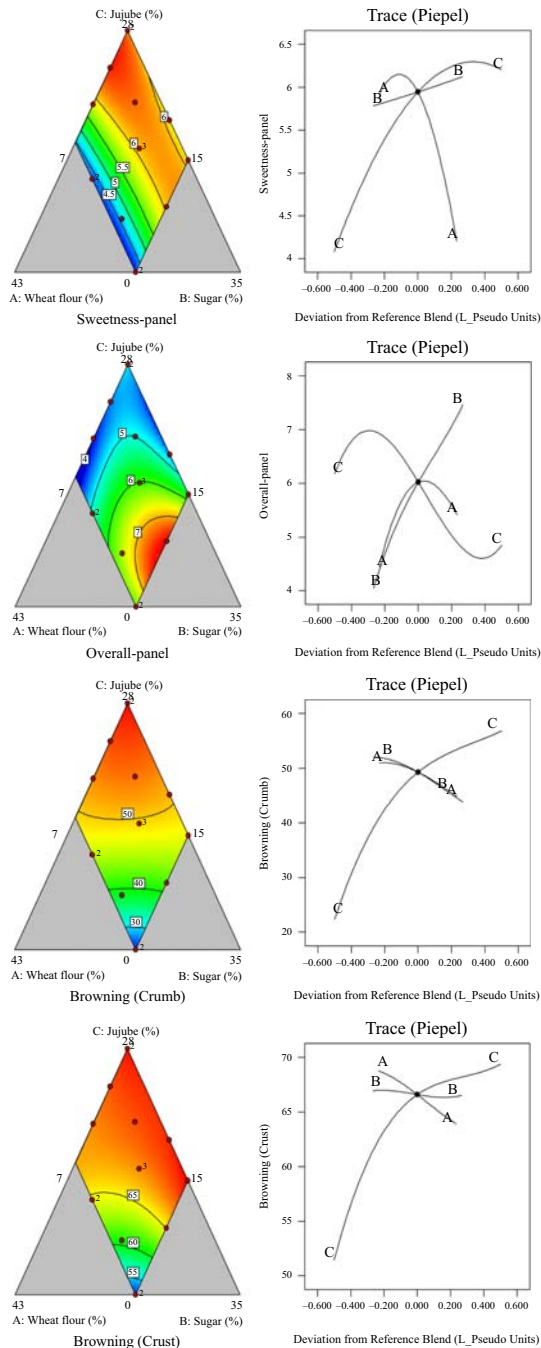 C: Jujube (%)
28
2
6
6
3
5.5
5
4.5
7
15
2
2
43
0
35
A: Wheat flour (%)
B: Sugar (%)
Sweetness-panel
Trace (Piepel)
Sweetness-panel
6.5
6
5.5
5
4.5
4
A
B
B
C
A
C
−0.600
−0.400
−0.200
0.000
0.200
0.400
0.600
Deviation from Reference Blend (L_Pseudo Units)
C: Jujube (%)
28
2
5
4
6
3
7
7
15
2
2
43
0
35
A: Wheat flour (%)
B: Sugar (%)
Overall-panel
Trace (Piepel)
Overall-panel
8
7
6
5
4
B
C
A
C
A
B
−0.600
−0.400
−0.200
0.000
0.200
0.400
0.600
Deviation from Reference Blend (L_Pseudo Units)
C: Jujube (%)
28
2
50
3
7
15
2
40
30
2
43
0
35
A: Wheat flour (%)
B: Sugar (%)
Browning (Crumb)
Trace (Piepel)
Browning (Crumb)
60
50
40
30
20
C
B
A
B
A
C
−0.600
−0.400
−0.200
0.000
0.200
0.400
0.600
Deviation from Reference Blend (L_Pseudo Units)
C: Jujube (%)
28
2
3
7
15
65
2
60
55
2
43
0
35
A: Wheat flour (%)
B: Sugar (%)
Browning (Crust)
Trace (Piepel)
Browning (Crust)
70
65
60
55
50
C
A
B
B
A
C
−0.600
−0.400
−0.200
0.000
0.200
0.400
0.600
Deviation from Reference Blend (L_Pseudo Units)